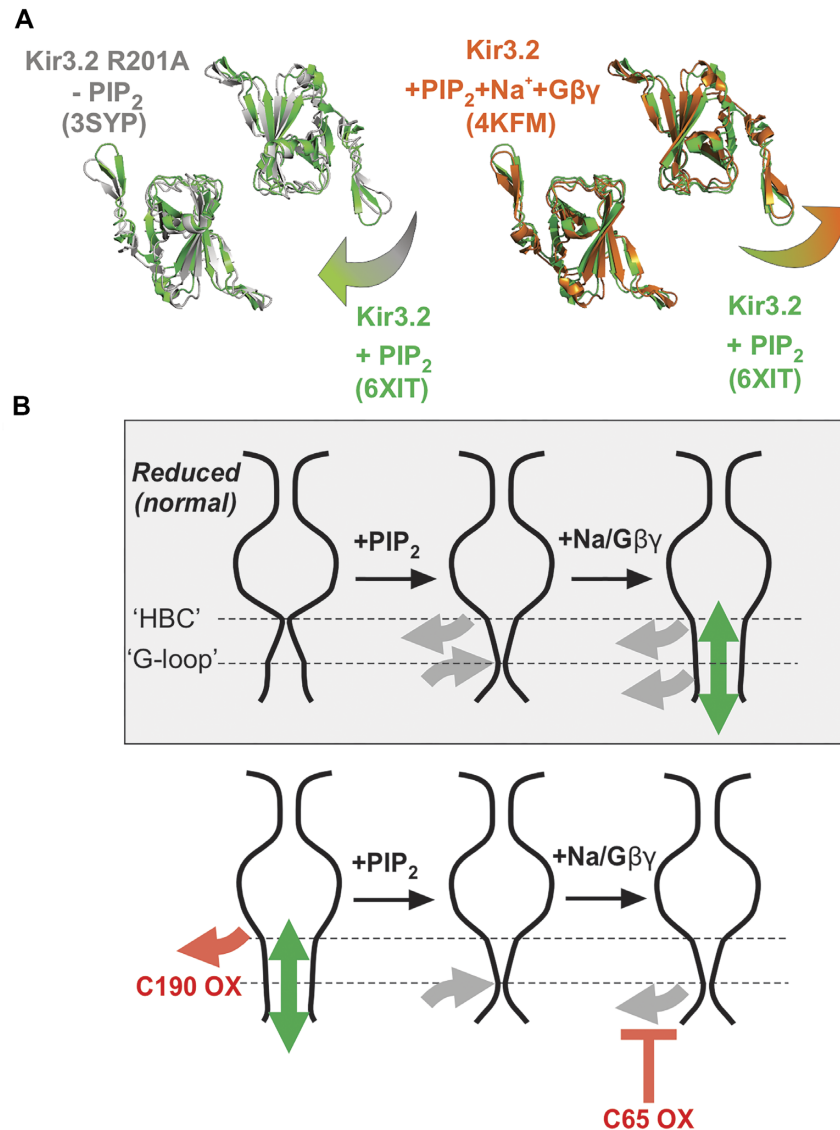 A
Kir3.2 R201A
- PIP2
(3SYP)
Kir3.2
+PIP2+Na++Gβγ
(4KFM)
Kir3.2
+ PIP2
(6XIT)
Kir3.2
+ PIP2
(6XIT)
B
Reduced
(normal)
+PIP2
+Na/Gβγ
‘HBC’
‘G-loop’
+PIP2
+Na/Gβγ
C190 OX
C65 OX